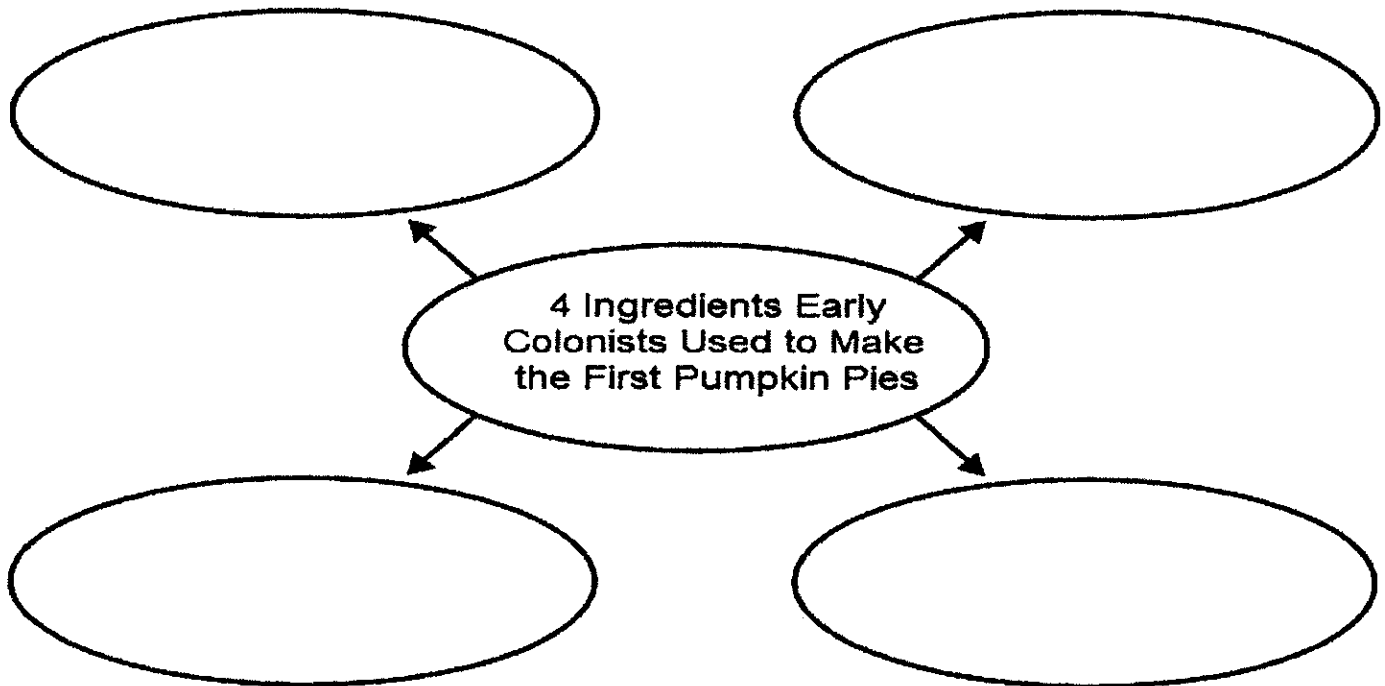 4 Ingredients Early
Colonists Used to Make
the First Pumpkin Pies